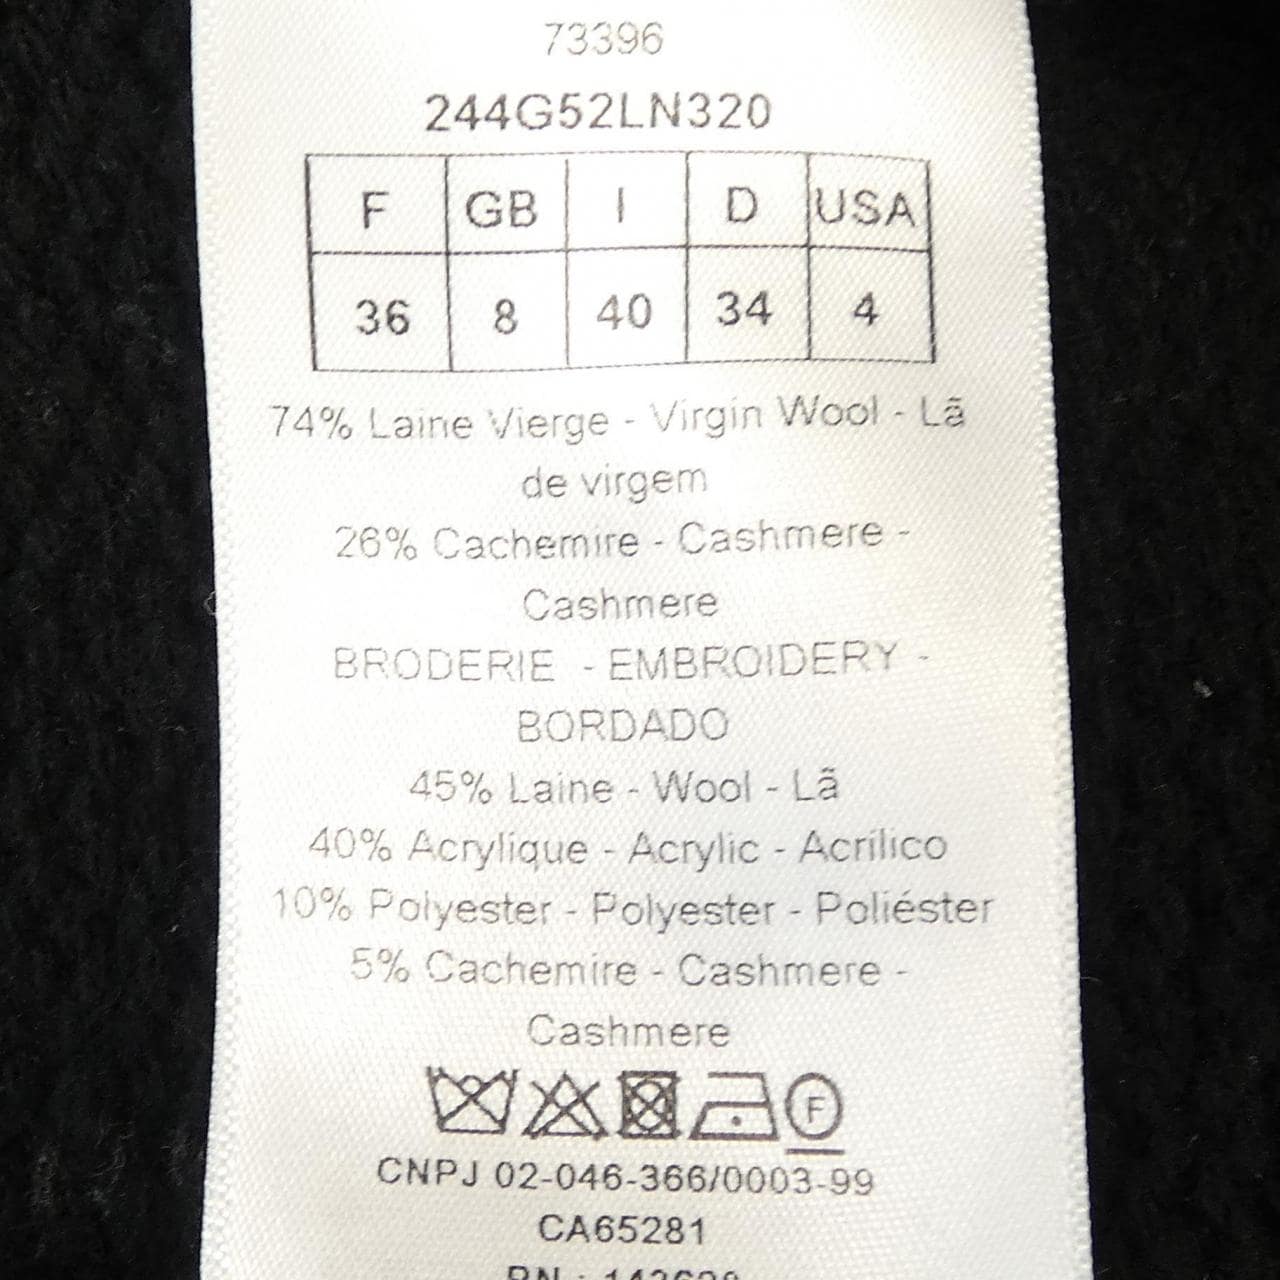 73396
244G52LN320
F GB I D USA
36 8 40 34 4
74% Laine Vierge - Virgin Wool - Lã
de virgem
26% Cachemire - Cashmere -
Cashmere
BRODERIE - EMBROIDERY -
BORDADO
45% Laine - Wool - Lã
40% Acrylique - Acrylic - Acrílico
10% Polyester - Polyester - Poliéster
5% Cachemire - Cashmere -
Cashmere
F
CNPJ 02-046-366/0003-99
CA65281
RN :